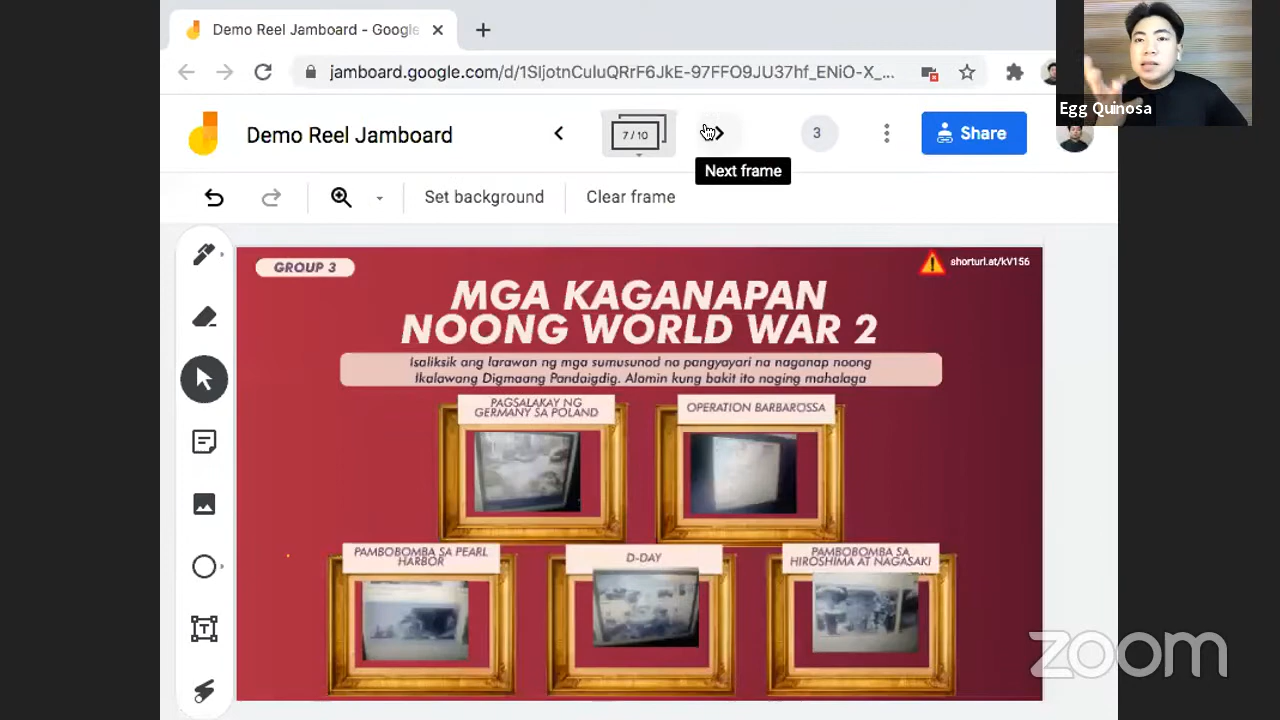 Demo Reel Jamboard - Google
jamboard.google.com/d/1SljotnCuluQRrF6JkE-97FFO9JU37hf_ENiO-X_...
Egg Quinosa
Demo Reel Jamboard
7 / 10
3
Share
Next frame
Set background
Clear frame
GROUP 3
shorturl.at/kV156
MGA KAGANAPAN
NOONG WORLD WAR 2
Isaliksik ang larawan ng mga sumusunod na pangyayari na naganap noong
Ikalawang Digmaang Pandaigdig. Alamin kung bakit ito naging mahalaga
PAGSALAKAY NG
GERMANY SA POLAND
OPERATION BARBAROSSA
PAMBOBOMBA SA PEARL
HARBOR
D-DAY
PAMBOBOMBA SA
HIROSHIMA AT NAGASAKI
zoom